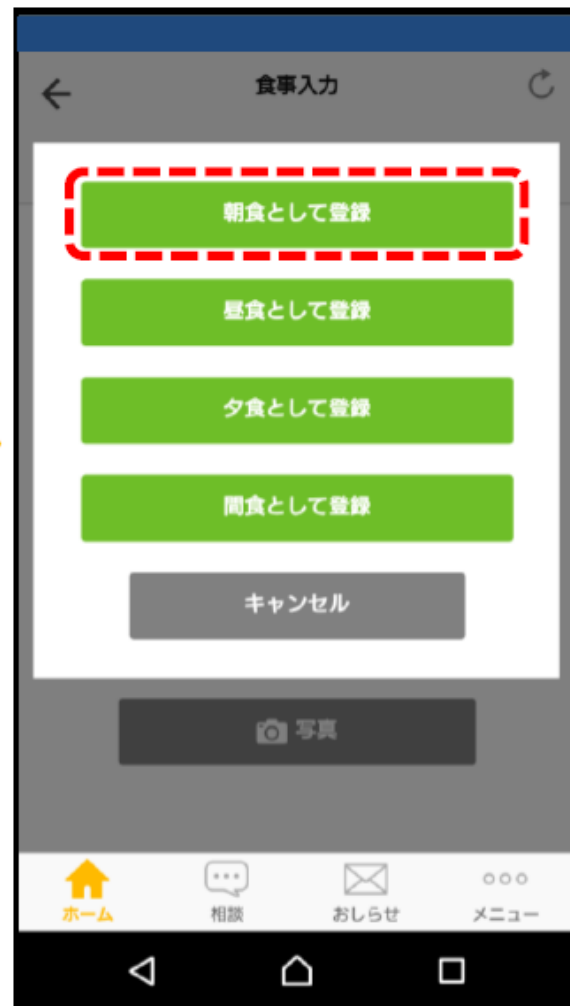 食事入力
朝食として登録
昼食として登録
夕食として登録
間食として登録
キャンセル
写真
ホーム 相談 おしらせ メニュー